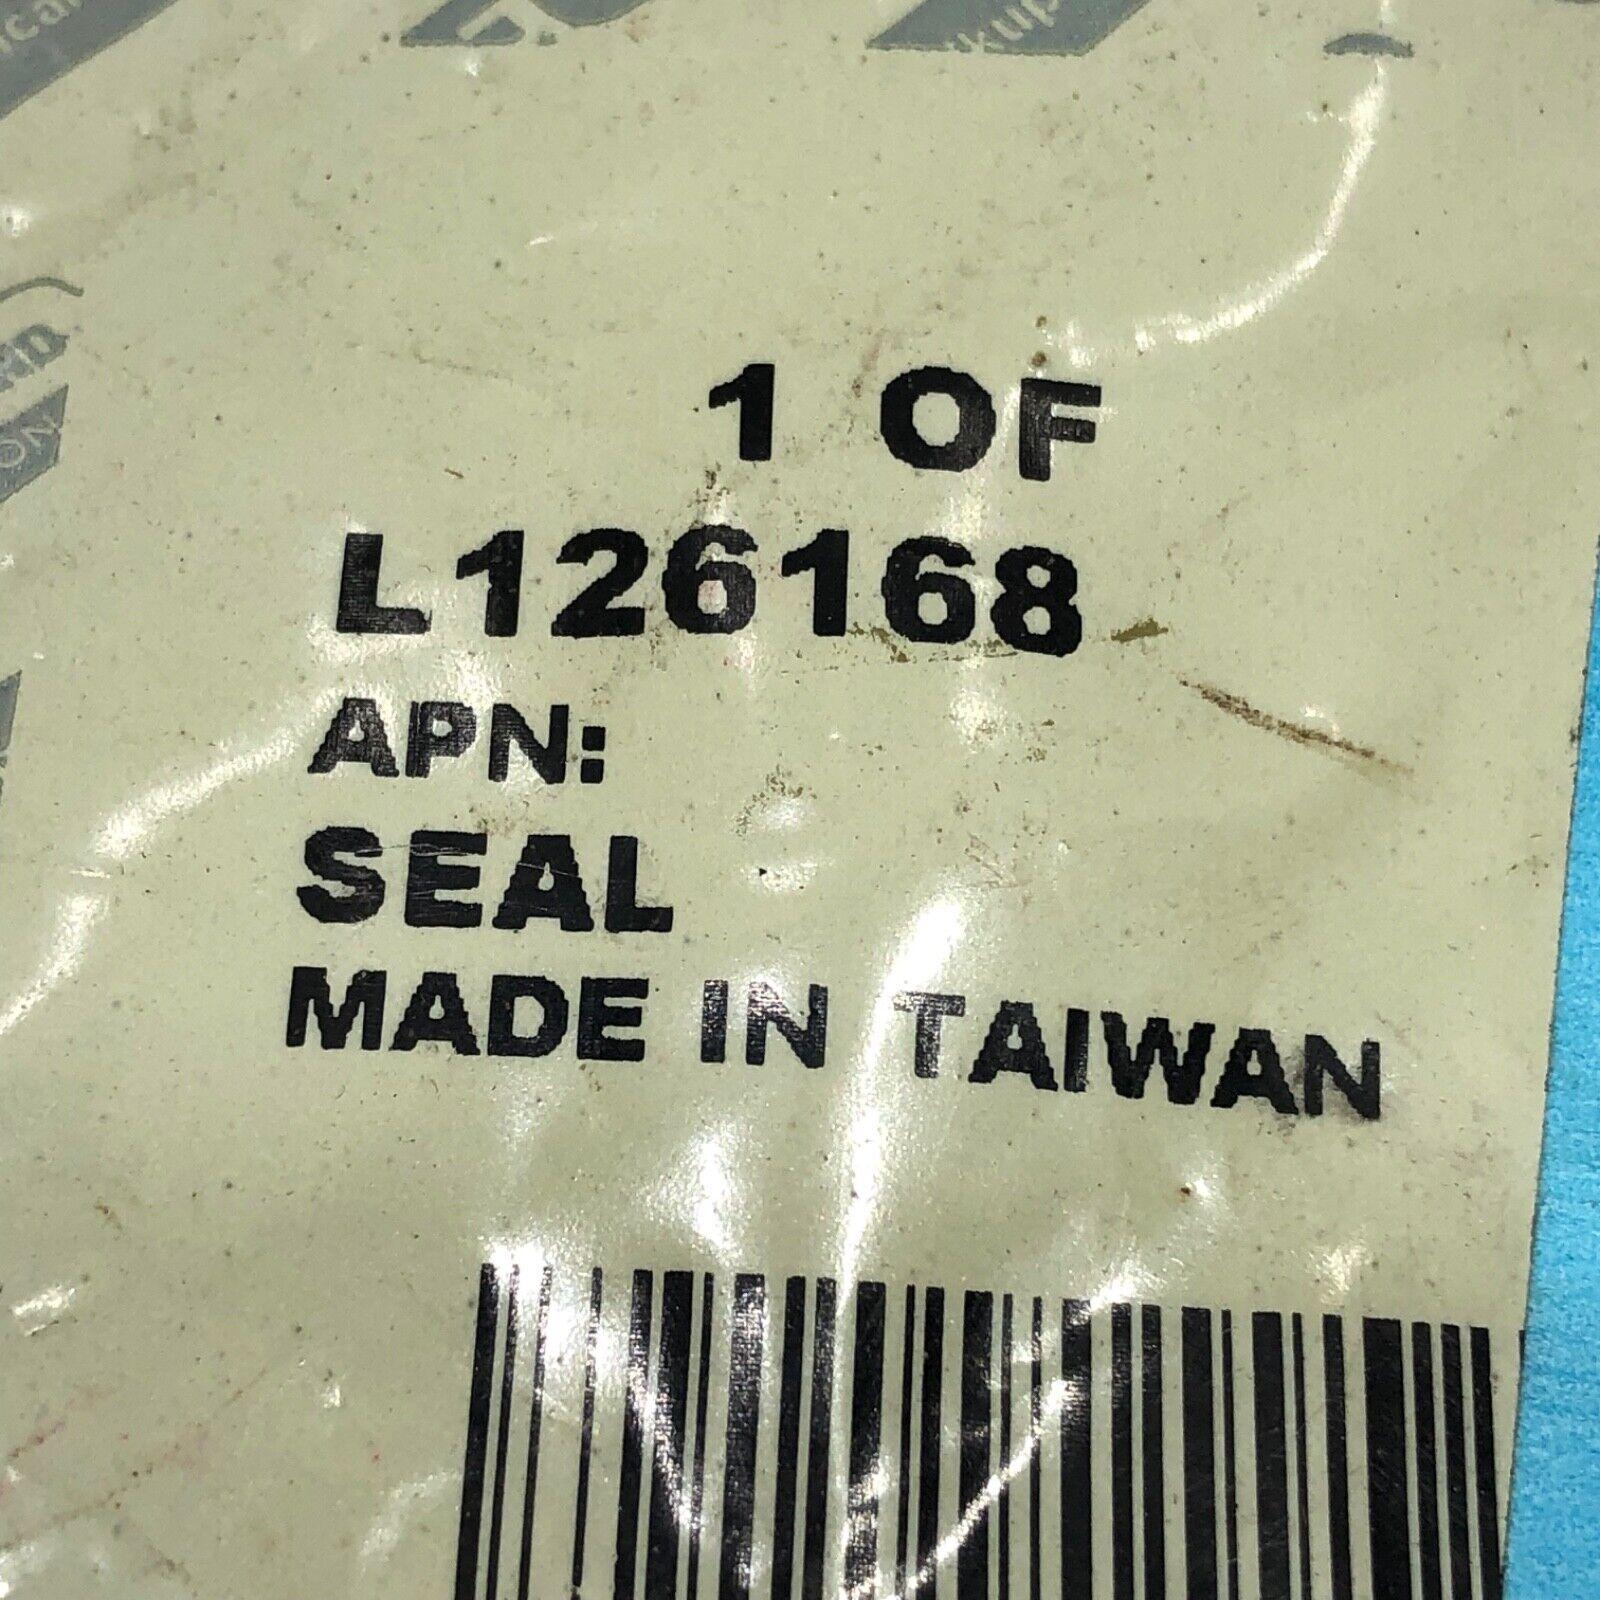 1 OF
L126168
APN:
SEAL
MADE IN TAIWAN